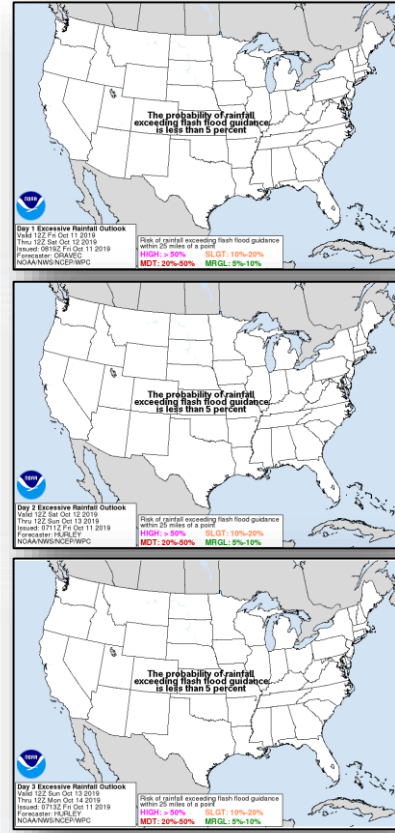 The probability of rainfall
exceeding flash flood guidance
is less than 5 percent
NOAA
Day 1 Excessive Rainfall Outlook
Valid 12Z Fri Oct 11 2019
Thru 12Z Sat Oct 12 2019
Issued: 0819Z Fri Oct 11 2019
Forecaster: ORAVEC
NOAA/NWS/NCEP/WPC
Risk of rainfall exceeding flash flood guidance
within 25 miles of a point
HIGH: > 50% SLGT: 10%-20%
MDT: 20%-50% MRGL: 5%-10%
The probability of rainfall
exceeding flash flood guidance
is less than 5 percent
NOAA
Day 2 Excessive Rainfall Outlook
Valid 12Z Sat Oct 12 2019
Thru 12Z Sun Oct 13 2019
Issued: 0711Z Fri Oct 11 2019
Forecaster: HURLEY
NOAA/NWS/NCEP/WPC
Risk of rainfall exceeding flash flood guidance
within 25 miles of a point
HIGH: > 50% SLGT: 10%-20%
MDT: 20%-50% MRGL: 5%-10%
The probability of rainfall
exceeding flash flood guidance
is less than 5 percent
NOAA
Day 3 Excessive Rainfall Outlook
Valid 12Z Sun Oct 13 2019
Thru 12Z Mon Oct 14 2019
Issued: 0713Z Fri Oct 11 2019
Forecaster: HURLEY
NOAA/NWS/NCEP/WPC
Risk of rainfall exceeding flash flood guidance
within 25 miles of a point
HIGH: > 50% SLGT: 10%-20%
MDT: 20%-50% MRGL: 5%-10%